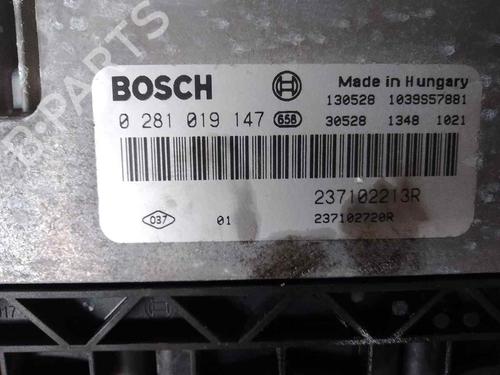 B-PARTS
BOSCH
Made in Hungary
130528 1039S57881
0 281 019 147 658
30528 1348 1021
237102213R
037 01 237102720R